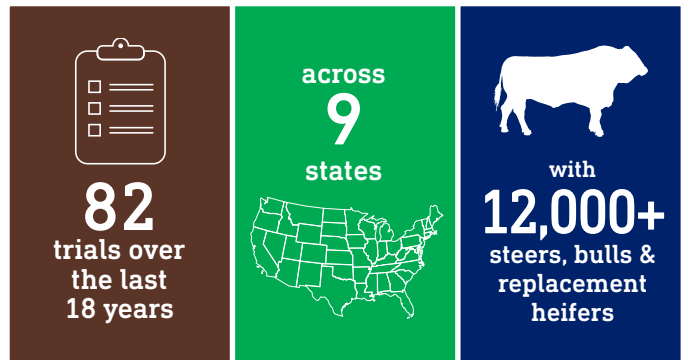 82
trials over
the last
18 years
across
9
states
with
12,000+
steers, bulls &
replacement
heifers